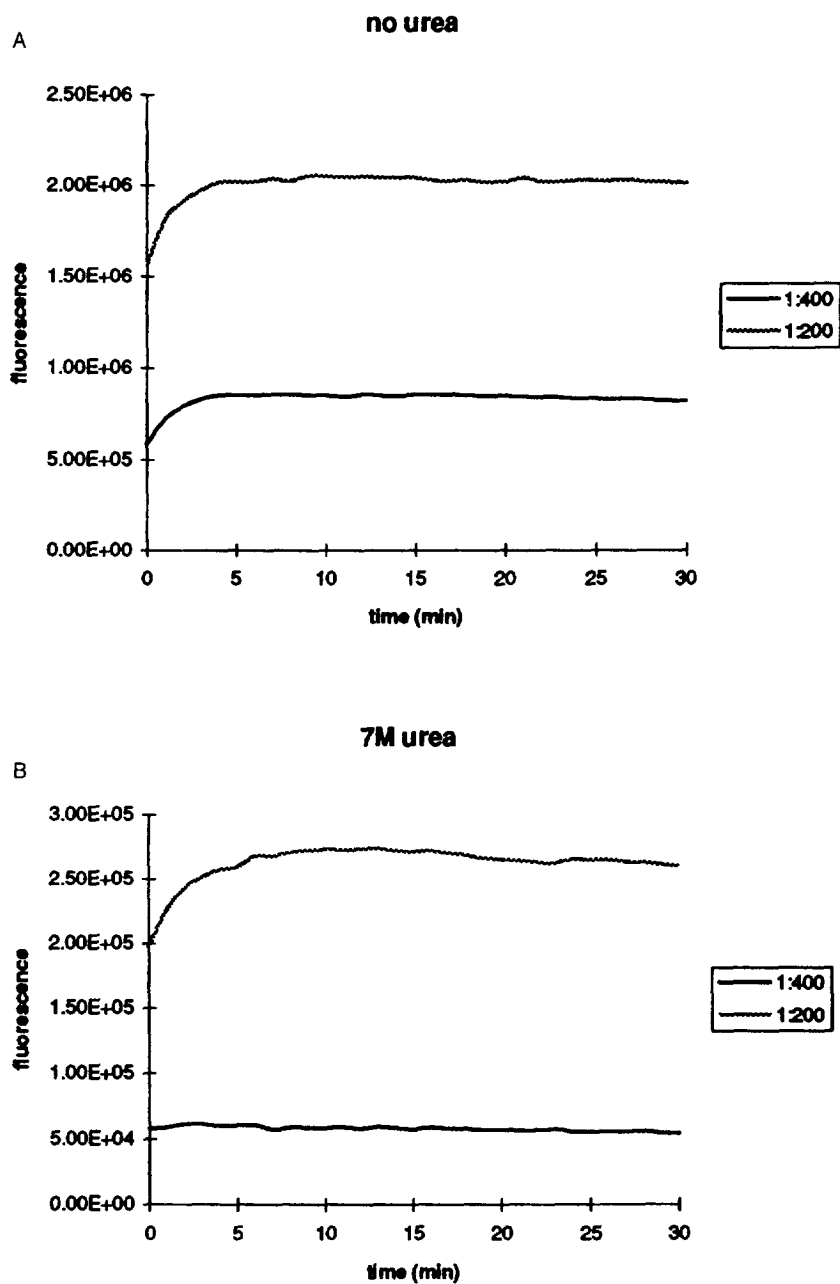 A
no urea
2.50E+06
2.00E+06
1.50E+06
1.00E+06
5.00E+05
0.00E+00
fluorescence
0 5 10 15 20 25 30
time (min)
1:400
1:200
7M urea
B
3.00E+05
2.50E+05
2.00E+05
1.50E+05
1.00E+05
5.00E+04
0.00E+00
fluorescence
0 5 10 15 20 25 30
time (min)
1:400
1:200